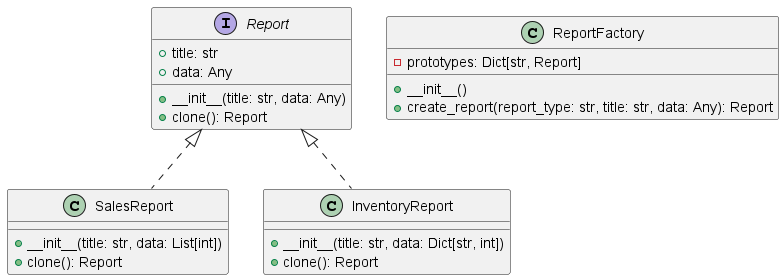 I Report
title: str
data: Any
__init__(title: str, data: Any)
clone(): Report
C ReportFactory
prototypes: Dict[str, Report]
__init__()
create_report(report_type: str, title: str, data: Any): Report
C SalesReport
__init__(title: str, data: List[int])
clone(): Report
C InventoryReport
__init__(title: str, data: Dict[str, int])
clone(): Report